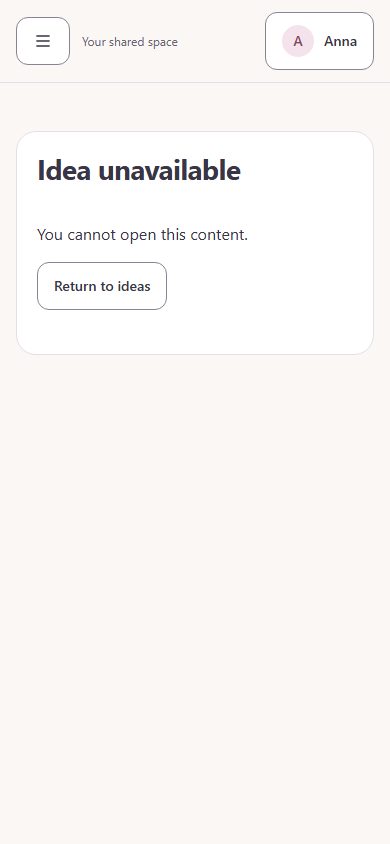 Your shared space
A
Anna
Idea unavailable
You cannot open this content.
Return to ideas